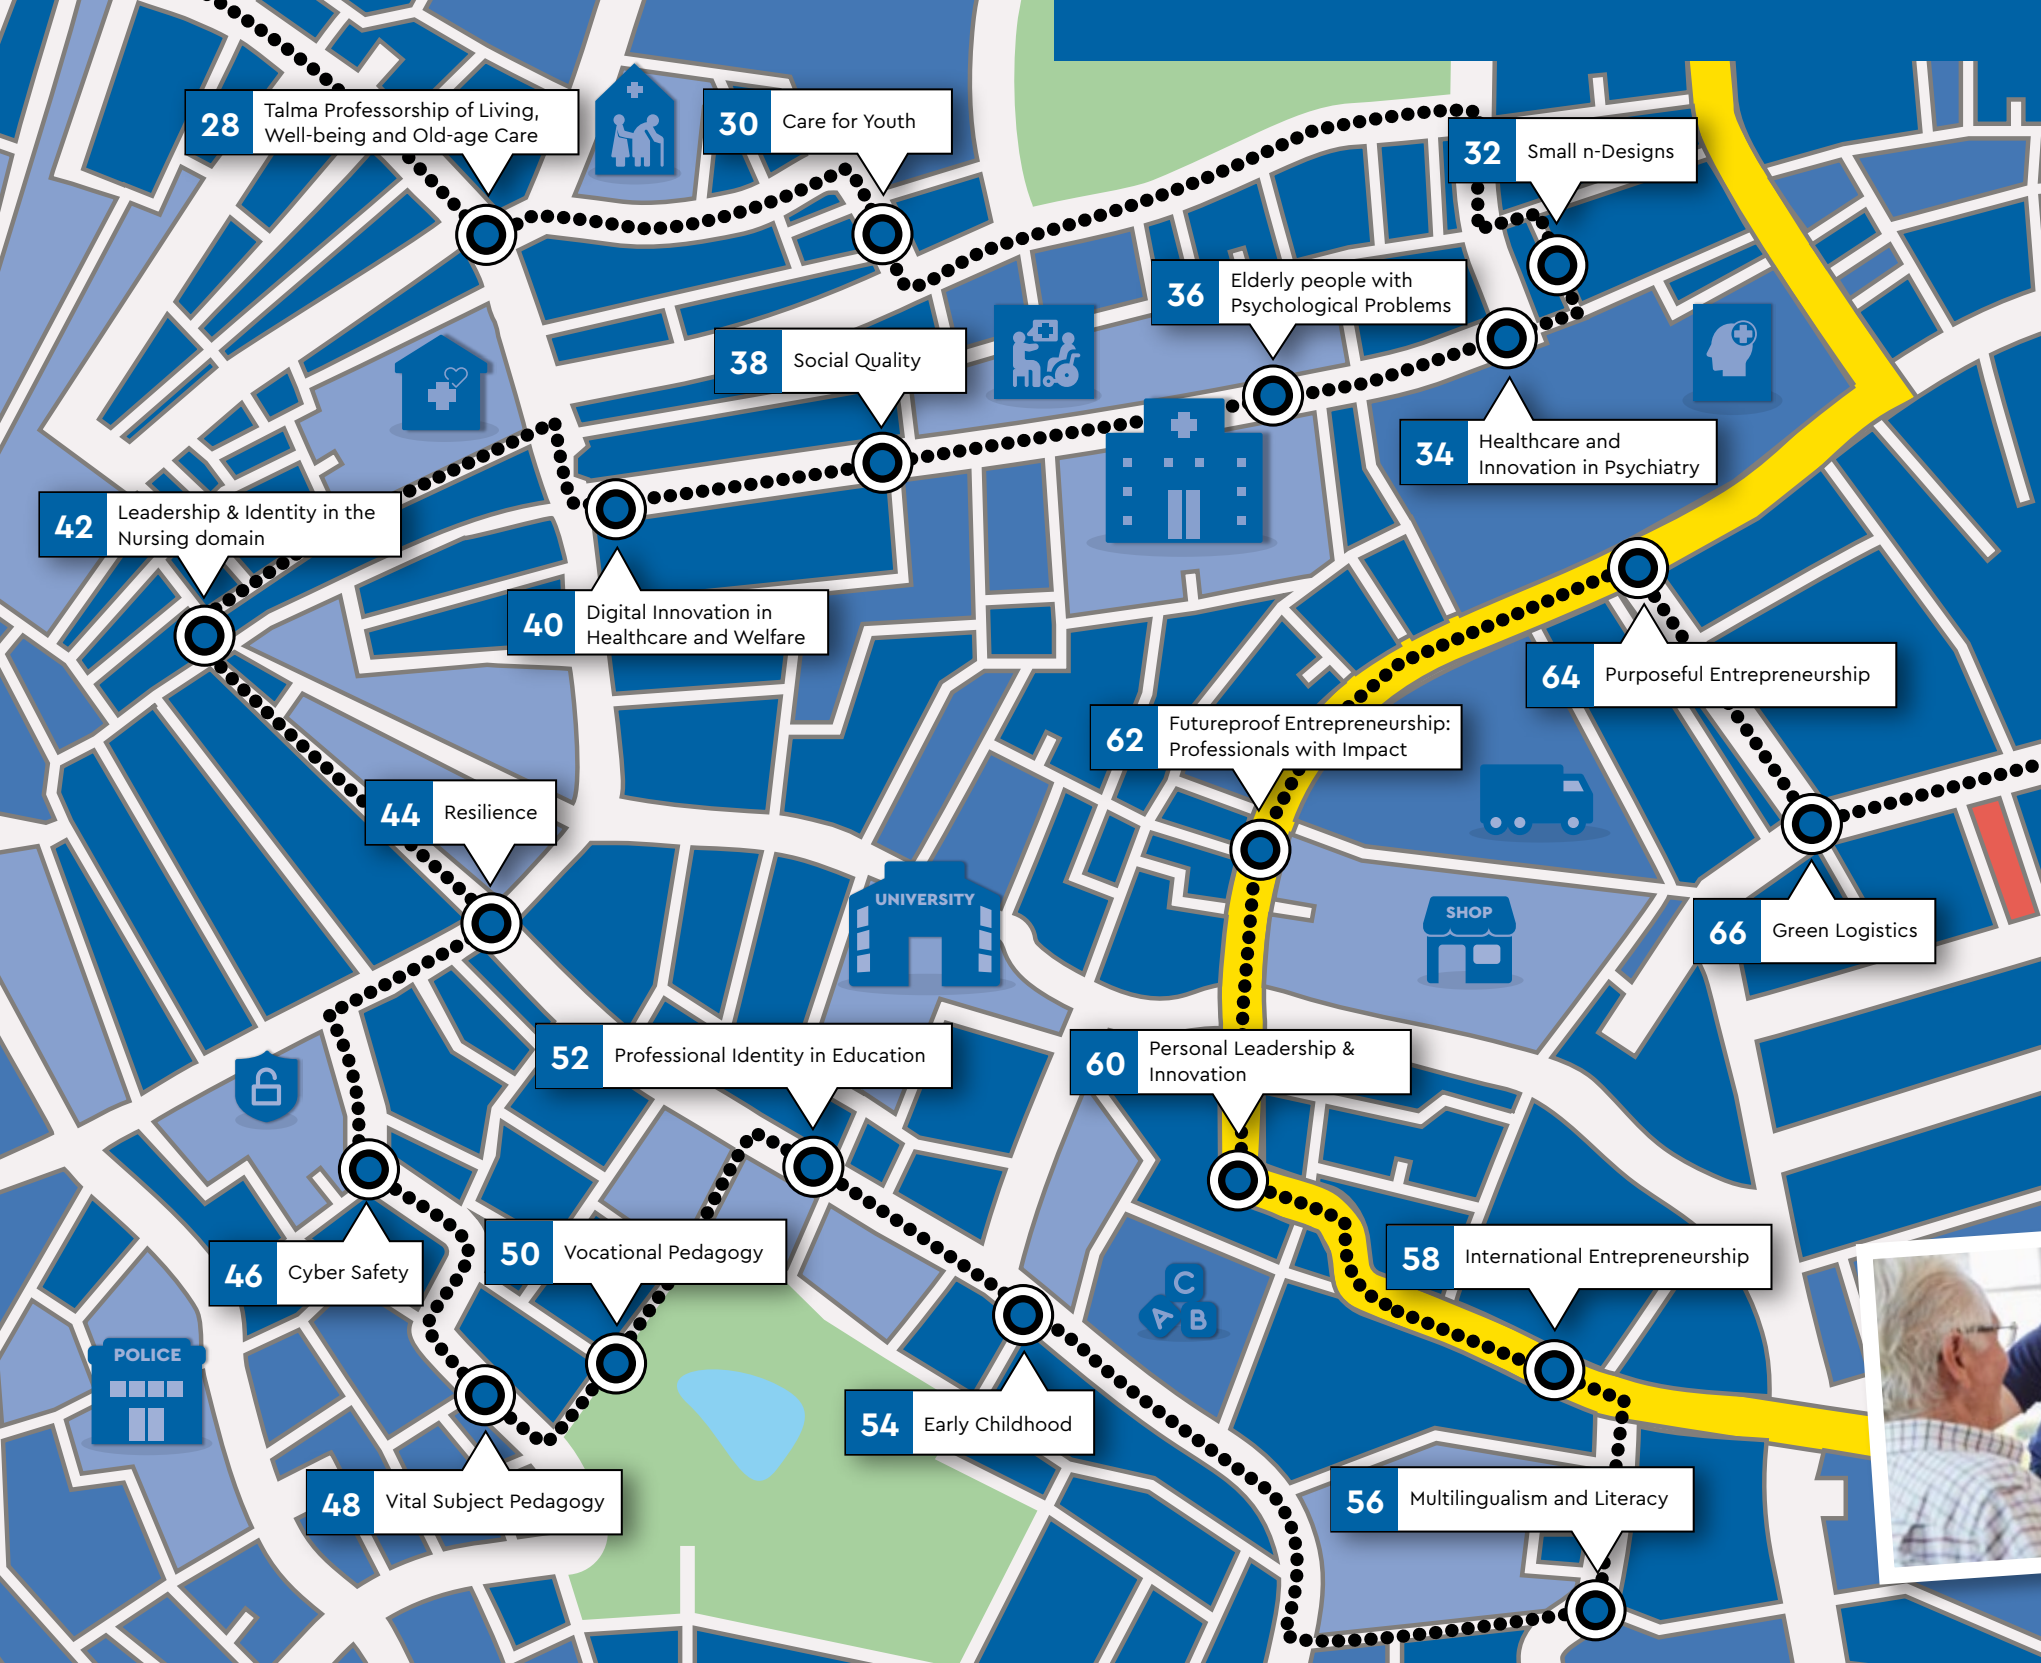 28
Talma Professorship of Living,
Well-being and Old-age Care
30
Care for Youth
32
Small n-Designs
36
Elderly people with
Psychological Problems
38
Social Quality
34
Healthcare and
Innovation in Psychiatry
42
Leadership & Identity in the
Nursing domain
40
Digital Innovation in
Healthcare and Welfare
64
Purposeful Entrepreneurship
62
Futureproof Entrepreneurship:
Professionals with Impact
44
Resilience
UNIVERSITY
SHOP
66
Green Logistics
52
Professional Identity in Education
60
Personal Leadership &
Innovation
46
Cyber Safety
50
Vocational Pedagogy
58
International Entrepreneurship
C
A
B
POLICE
54
Early Childhood
48
Vital Subject Pedagogy
56
Multilingualism and Literacy